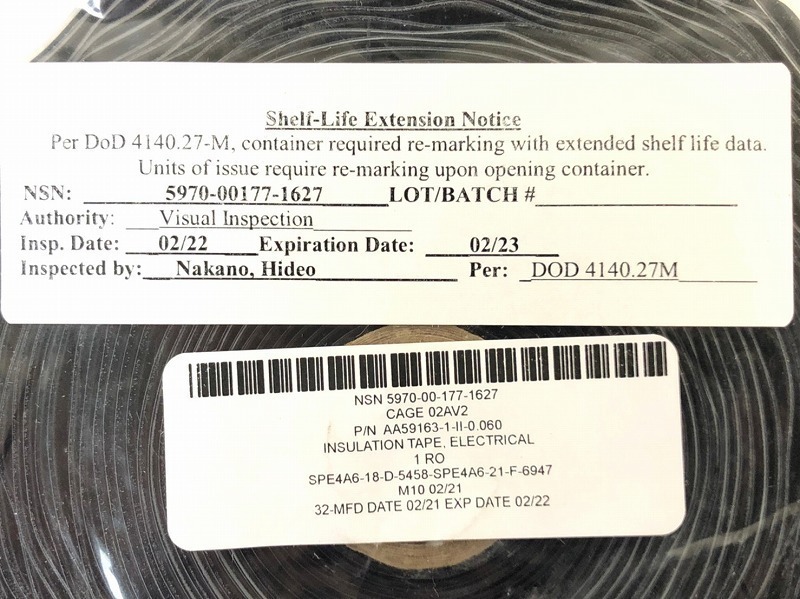 Shelf-Life Extension Notice
Per DoD 4140.27-M, container required re-marking with extended shelf life data.
Units of issue require re-marking upon opening container.
NSN: 5970-00177-1627 LOT/BATCH #
Authority: Visual Inspection
Insp. Date: 02/22 Expiration Date: 02/23
Inspected by: Nakano, Hideo Per: DOD 4140.27M
NSN 5970-00-177-1627
CAGE 02AV2
P/N AA59163-1-II-0.060
INSULATION TAPE, ELECTRICAL
1 RO
SPE4A6-18-D-5458-SPE4A6-21-F-6947
M10 02/21
32-MFD DATE 02/21 EXP DATE 02/22